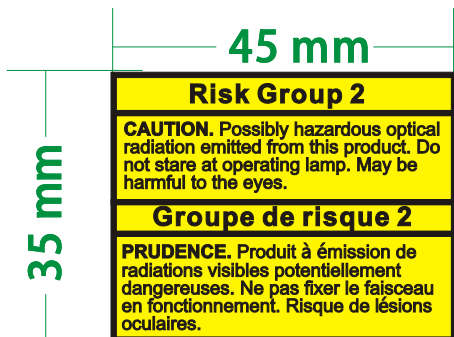 45 mm
35 mm
Risk Group 2
CAUTION. Possibly hazardous optical
radiation emitted from this product. Do
not stare at operating lamp. May be
harmful to the eyes.
Groupe de risque 2
PRUDENCE. Produit à émission de
radiations visibles potentiellement
dangereuses. Ne pas fixer le faisceau
en fonctionnement. Risque de lésions
oculaires.